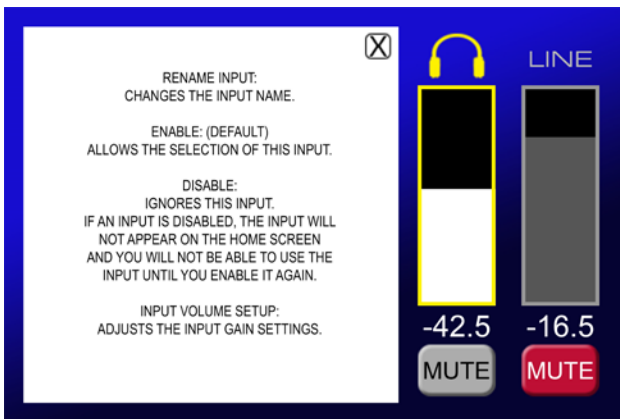 X
RENAME INPUT:
CHANGES THE INPUT NAME.
ENABLE: (DEFAULT)
ALLOWS THE SELECTION OF THIS INPUT.
DISABLE:
IGNORES THIS INPUT.
IF AN INPUT IS DISABLED, THE INPUT WILL
NOT APPEAR ON THE HOME SCREEN
AND YOU WILL NOT BE ABLE TO USE THE
INPUT UNTIL YOU ENABLE IT AGAIN.
INPUT VOLUME SETUP:
ADJUSTS THE INPUT GAIN SETTINGS.
LINE
-42.5
-16.5
MUTE
MUTE